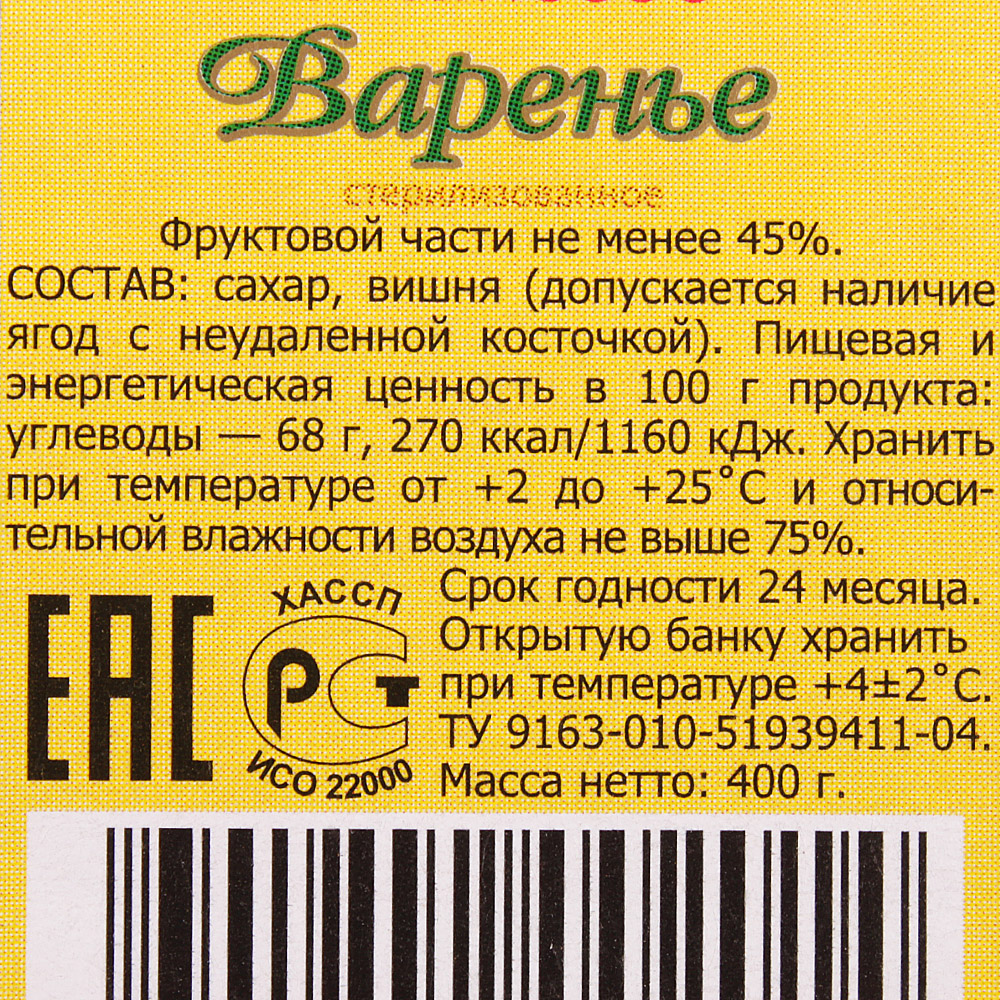 Варенье
стерилизованное
Фруктовой части не менее 45%.
СОСТАВ: сахар, вишня (допускается наличие
ягод с неудаленной косточкой). Пищевая и
энергетическая ценность в 100 г продукта:
углеводы — 68 г, 270 ккал/1160 кДж. Хранить
при температуре от +2 до +25˚С и относи-
тельной влажности воздуха не выше 75%.
Срок годности 24 месяца.
Открытую банку хранить
при температуре +4±2˚С.
ТУ 9163-010-51939411-04.
Масса нетто: 400 г.
ЕАС
ХАССП
РСТ
ИСО 22000